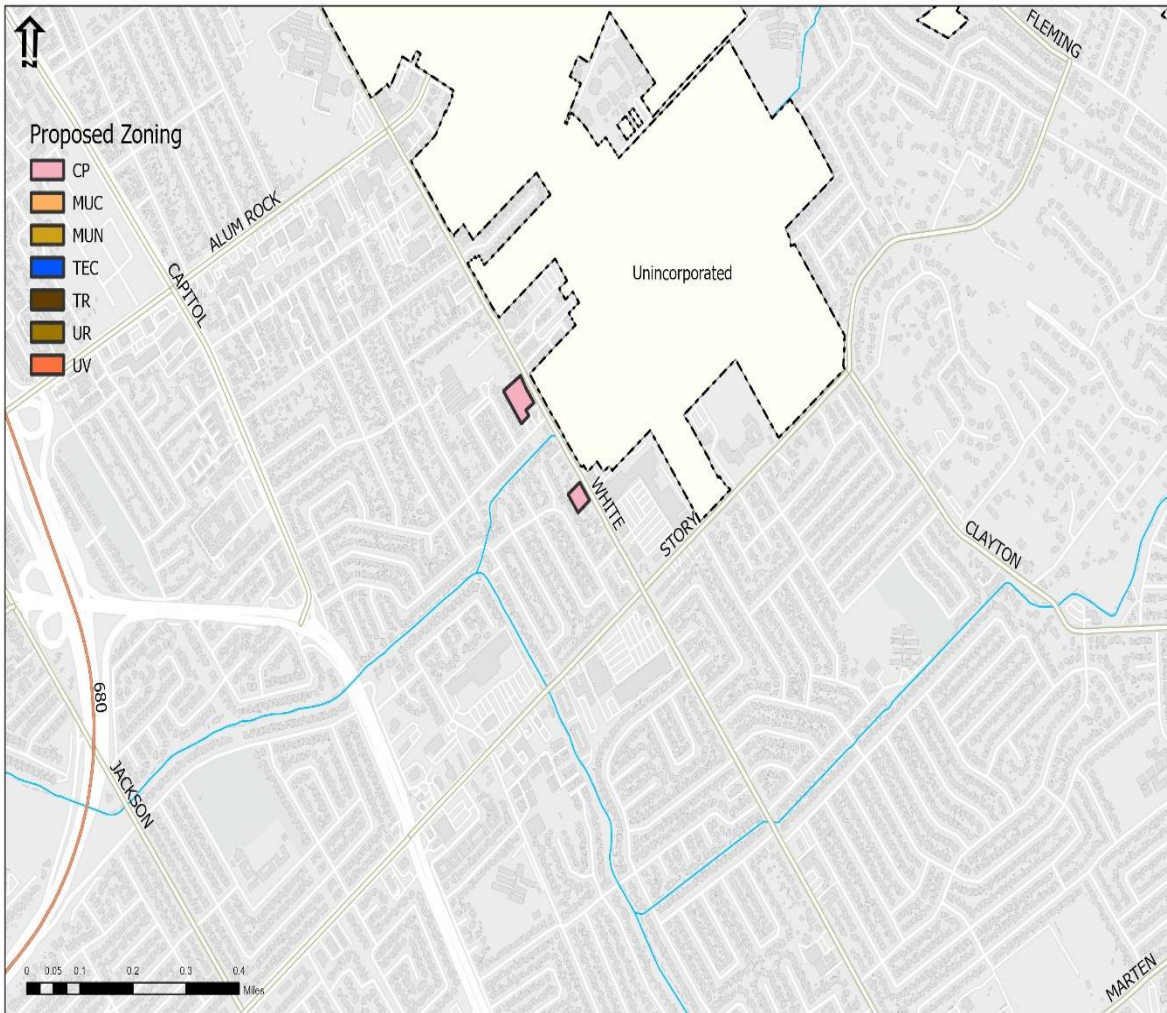 N
FLEMING
Proposed Zoning
CP
MUC
MUN
TEC
TR
UR
UV
ALUM ROCK
CAPITOL
Unincorporated
WHITE
STORY
CLAYTON
680
JACKSON
0 0.05 0.1 0.2 0.3 0.4
Miles
MARTEN